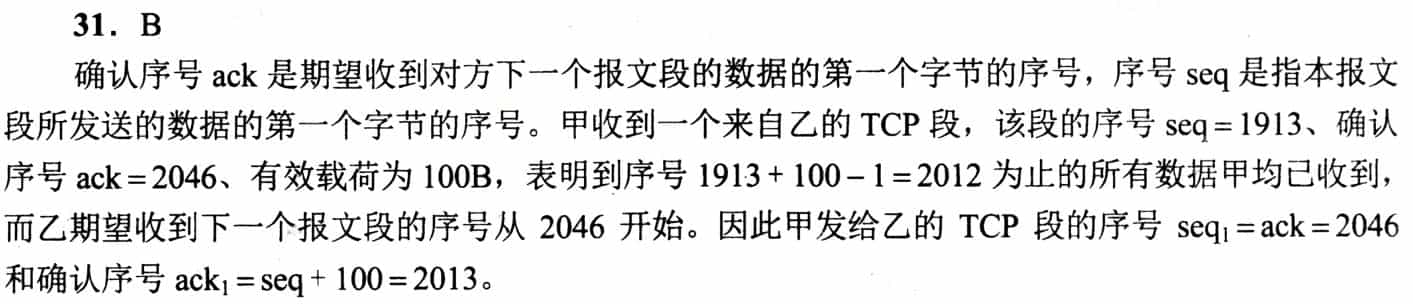 31．B
确认序号 ack 是期望收到对方下一个报文段的数据的第一个字节的序号，序号 seq 是指本报文
段所发送的数据的第一个字节的序号。甲收到一个来自乙的 TCP 段，该段的序号 seq = 1913、确认
序号 ack = 2046、有效载荷为 100B，表明到序号 1913 + 100 − 1 = 2012 为止的所有数据甲均已收到，
而乙期望收到下一个报文段的序号从 2046 开始。因此甲发给乙的 TCP 段的序号 seq₁ = ack = 2046
和确认序号 ack₁ = seq + 100 = 2013。